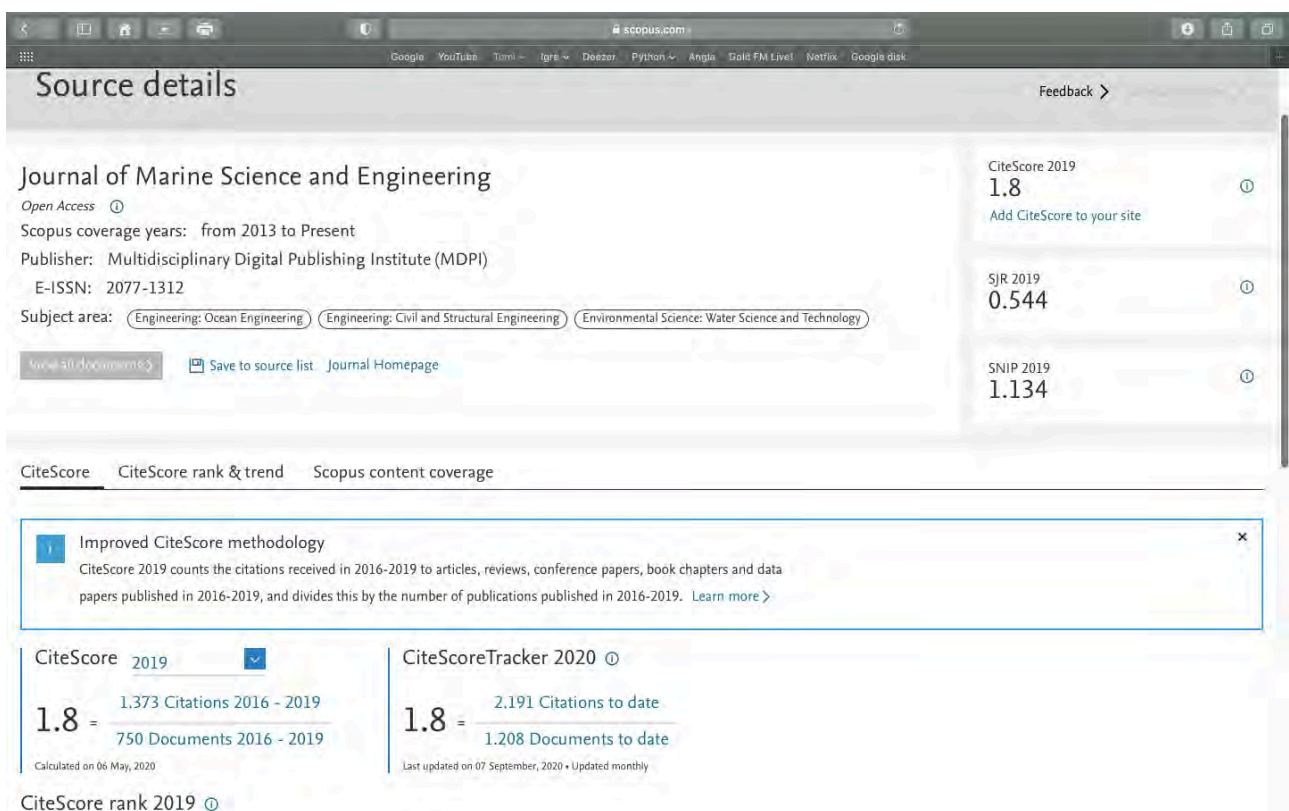 scopus.com
Google YouTube Tomi Igre Deezer Python Angla Gold FM Live! Netflix Google disk
Source details
Feedback >
Journal of Marine Science and Engineering
Open Access
Scopus coverage years: from 2013 to Present
Publisher: Multidisciplinary Digital Publishing Institute (MDPI)
E-ISSN: 2077-1312
Subject area: Engineering: Ocean Engineering Engineering: Civil and Structural Engineering Environmental Science: Water Science and Technology
View all documents > Save to source list Journal Homepage
CiteScore 2019
1.8
Add CiteScore to your site
SJR 2019
0.544
SNIP 2019
1.134
CiteScore CiteScore rank & trend Scopus content coverage
Improved CiteScore methodology
CiteScore 2019 counts the citations received in 2016-2019 to articles, reviews, conference papers, book chapters and data
papers published in 2016-2019, and divides this by the number of publications published in 2016-2019. Learn more >
CiteScore 2019
1.8 =
1.373 Citations 2016 - 2019
750 Documents 2016 - 2019
Calculated on 06 May, 2020
CiteScoreTracker 2020
1.8 =
2.191 Citations to date
1.208 Documents to date
Last updated on 07 September, 2020 • Updated monthly
CiteScore rank 2019